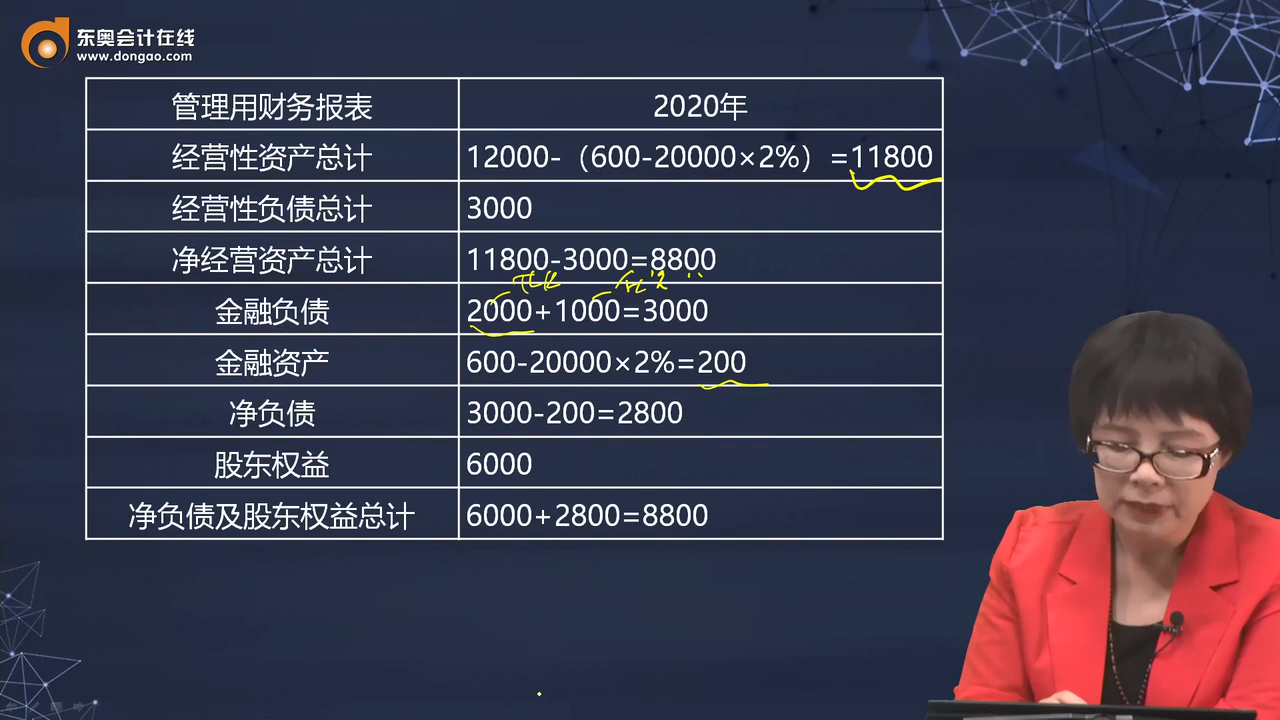 东奥会计在线
www.dongao.com
管理用财务报表 2020年
经营性资产总计 12000-（600-20000×2%）=11800
经营性负债总计 3000
净经营资产总计 11800-3000=8800
金融负债 2000+1000=3000
金融资产 600-20000×2%=200
净负债 3000-200=2800
股东权益 6000
净负债及股东权益总计 6000+2800=8800